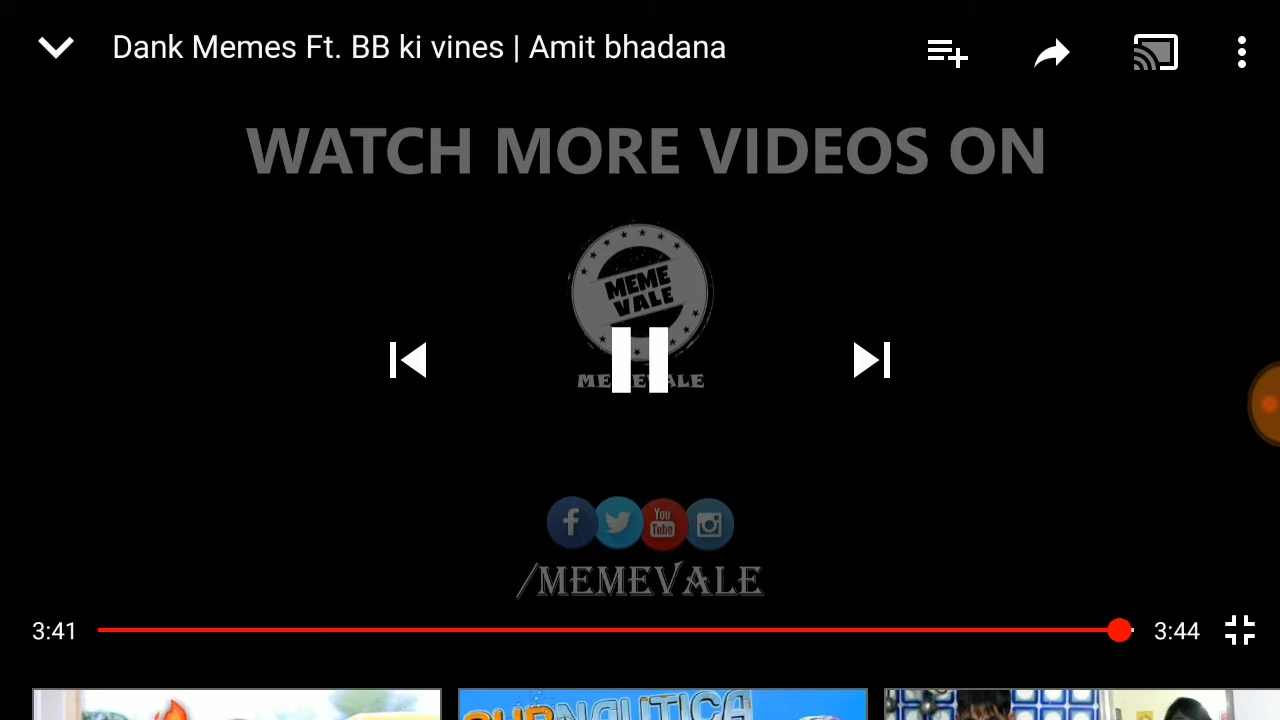 Dank Memes Ft. BB ki vines | Amit bhadana
WATCH MORE VIDEOS ON
MEME
VALE
MEMEVALE
You
Tube
/MEMEVALE
3:41
3:44
SUBNAUTICA